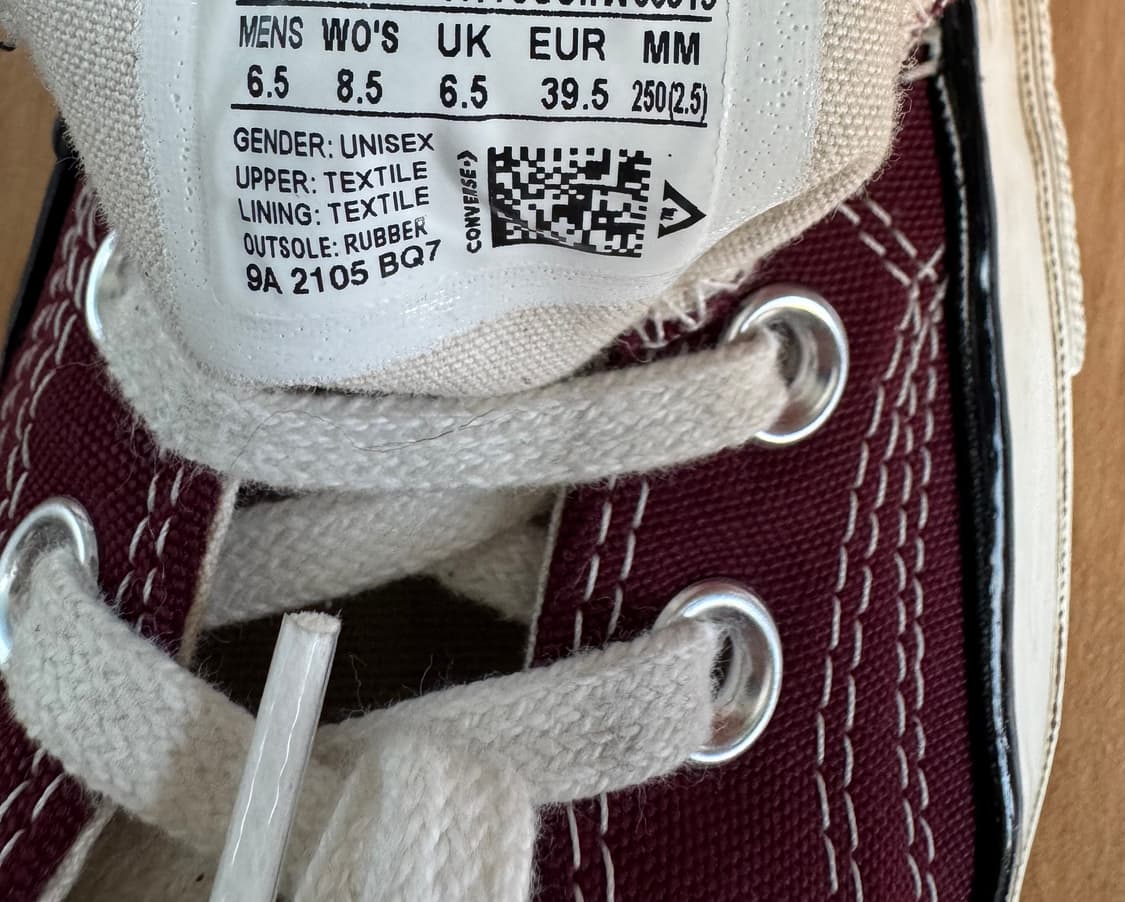 MENS WO'S UK EUR MM
6.5 8.5 6.5 39.5 250(2.5)
GENDER: UNISEX
UPPER: TEXTILE
LINING: TEXTILE
OUTSOLE: RUBBER
9A 2105 BQ7
CONVERSE
TM